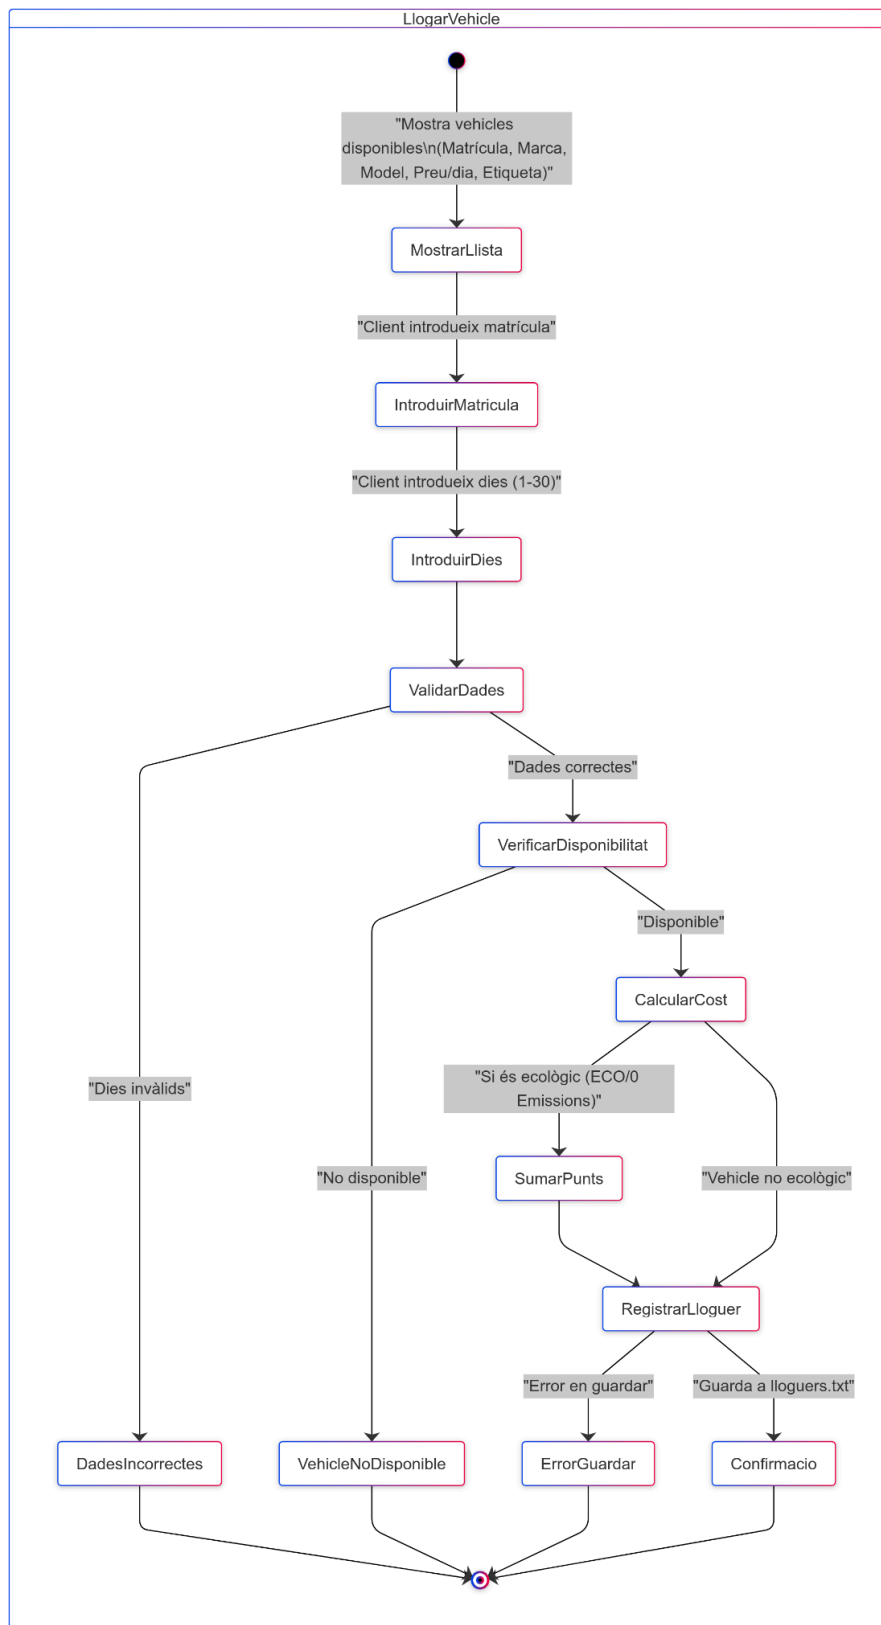 LlogarVehicle
"Mostra vehicles
disponibles\n(Matrícula, Marca,
Model, Preu/dia, Etiqueta)"
MostrarLlista
"Client introdueix matrícula"
IntroduirMatricula
"Client introdueix dies (1-30)"
IntroduirDies
ValidarDades
"Dades correctes"
VerificarDisponibilitat
"Disponible"
CalcularCost
"Si és ecològic (ECO/0
Emissions)"
"Dies invàlids"
"No disponible"
SumarPunts
"Vehicle no ecològic"
RegistrarLloguer
"Error en guardar"
"Guarda a lloguers.txt"
DadesIncorrectes
VehicleNoDisponible
ErrorGuardar
Confirmacio